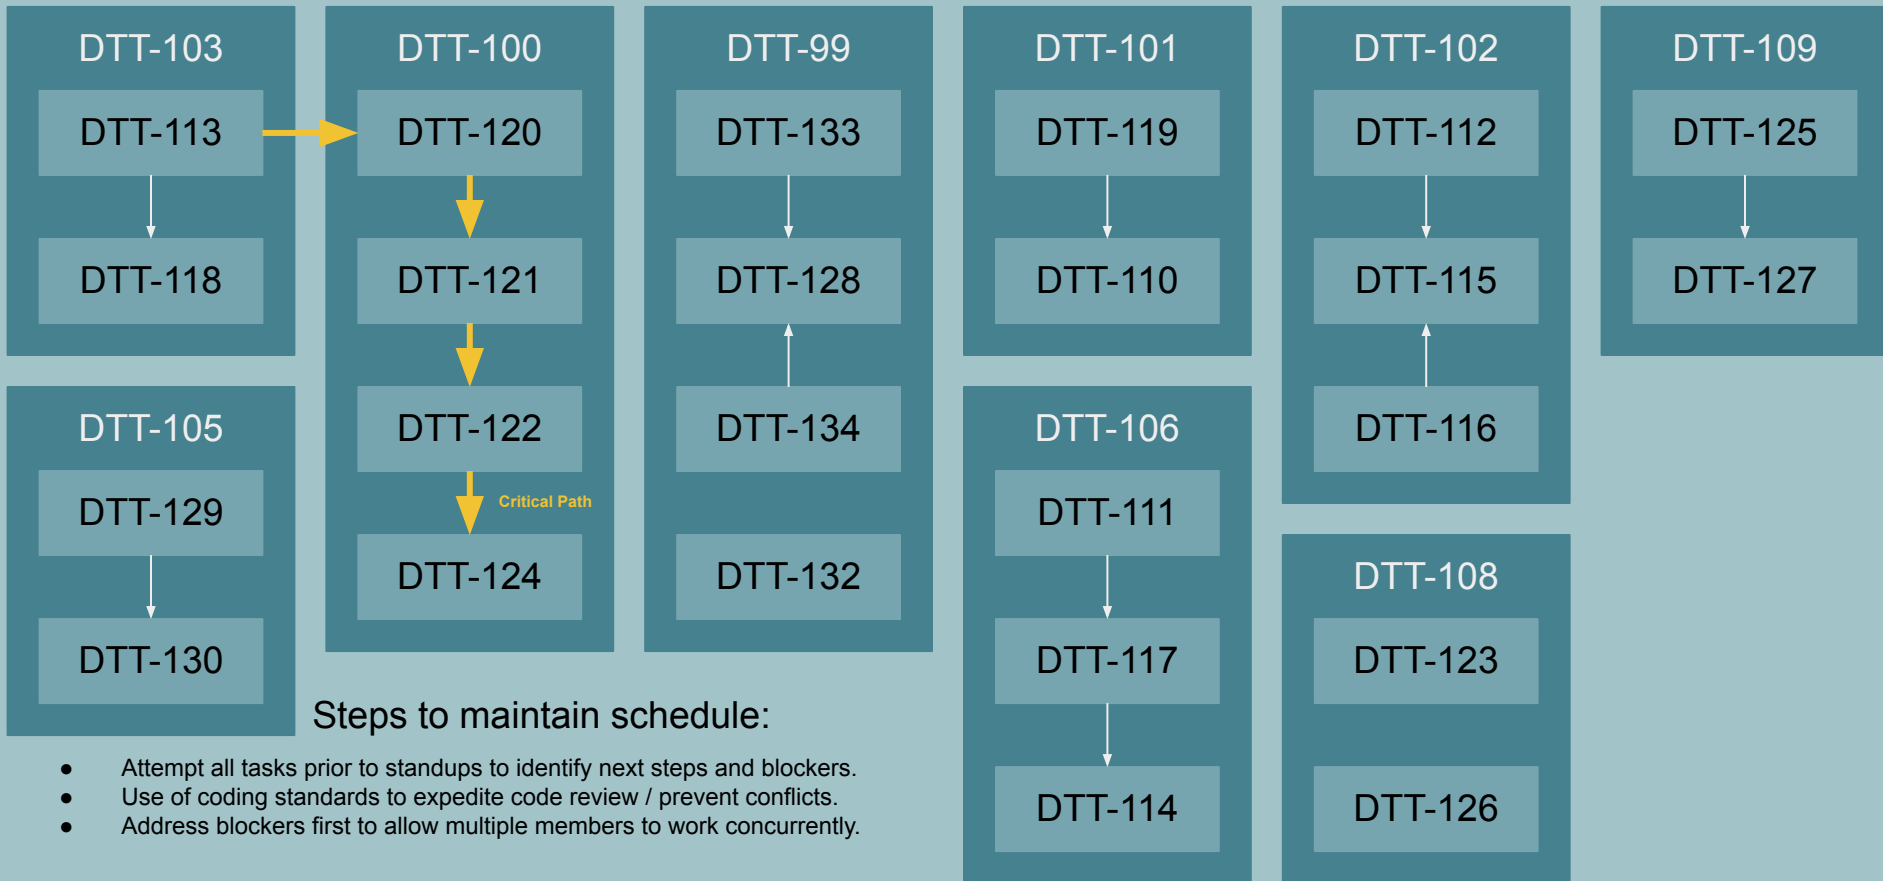 DTT-103
DTT-113
DTT-118
DTT-105
DTT-129
DTT-130
DTT-100
DTT-120
DTT-121
DTT-122
Critical Path
DTT-124
DTT-99
DTT-133
DTT-128
DTT-134
DTT-132
DTT-101
DTT-119
DTT-110
DTT-106
DTT-111
DTT-117
DTT-114
DTT-102
DTT-112
DTT-115
DTT-116
DTT-108
DTT-123
DTT-126
DTT-109
DTT-125
DTT-127
Steps to maintain schedule:
● Attempt all tasks prior to standups to identify next steps and blockers.
● Use of coding standards to expedite code review / prevent conflicts.
● Address blockers first to allow multiple members to work concurrently.